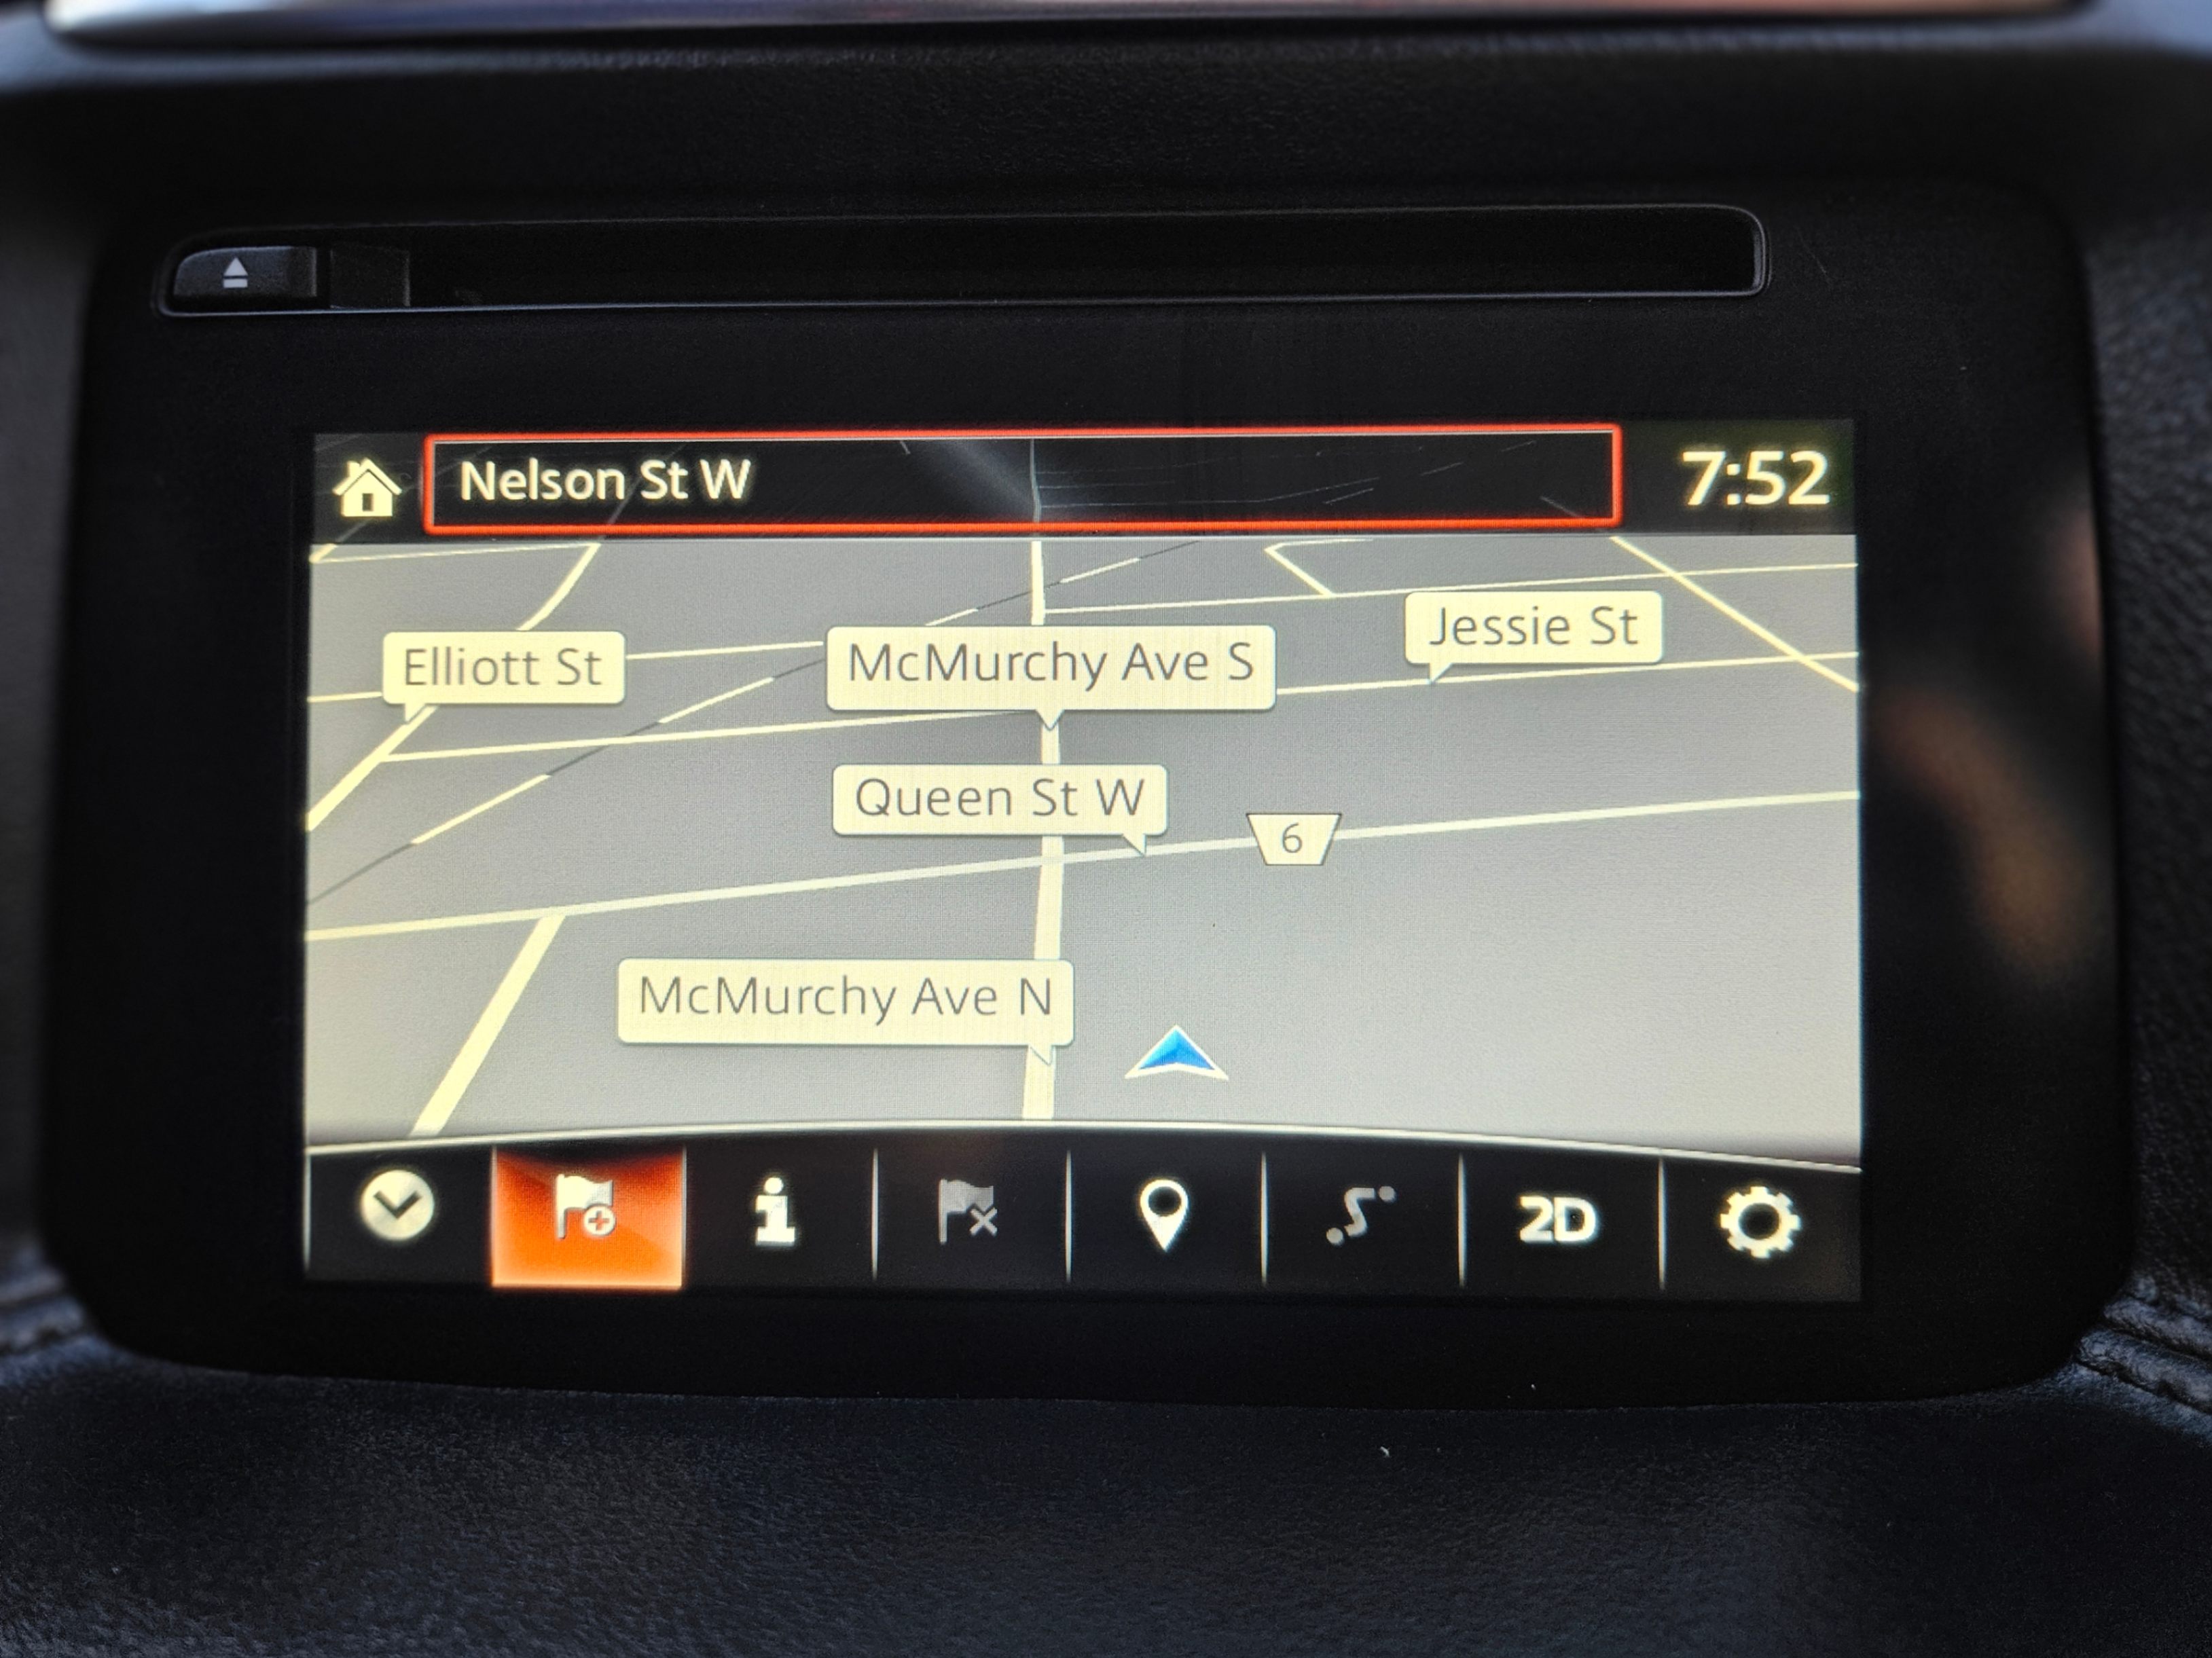 Nelson St W
7:52
Elliott St
McMurchy Ave S
Jessie St
Queen St W
6
McMurchy Ave N
2D